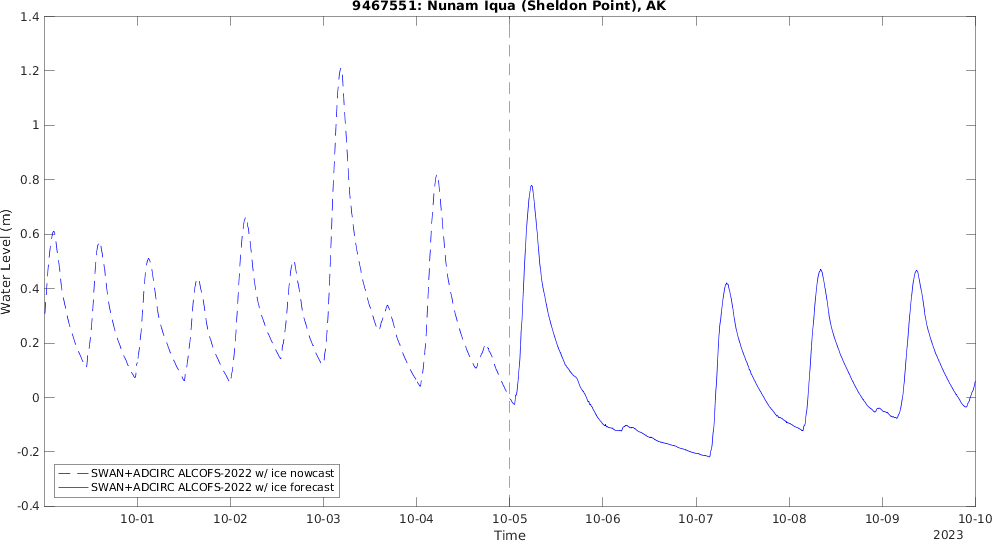 9467551: Nunam Iqua (Sheldon Point), AK
1.4
1.2
1
0.8
0.6
0.4
0.2
0
-0.2
-0.4
Water Level (m)
SWAN+ADCIRC ALCOFS-2022 w/ ice nowcast
SWAN+ADCIRC ALCOFS-2022 w/ ice forecast
10-01 10-02 10-03 10-04 10-05 10-06 10-07 10-08 10-09 10-10
Time
2023